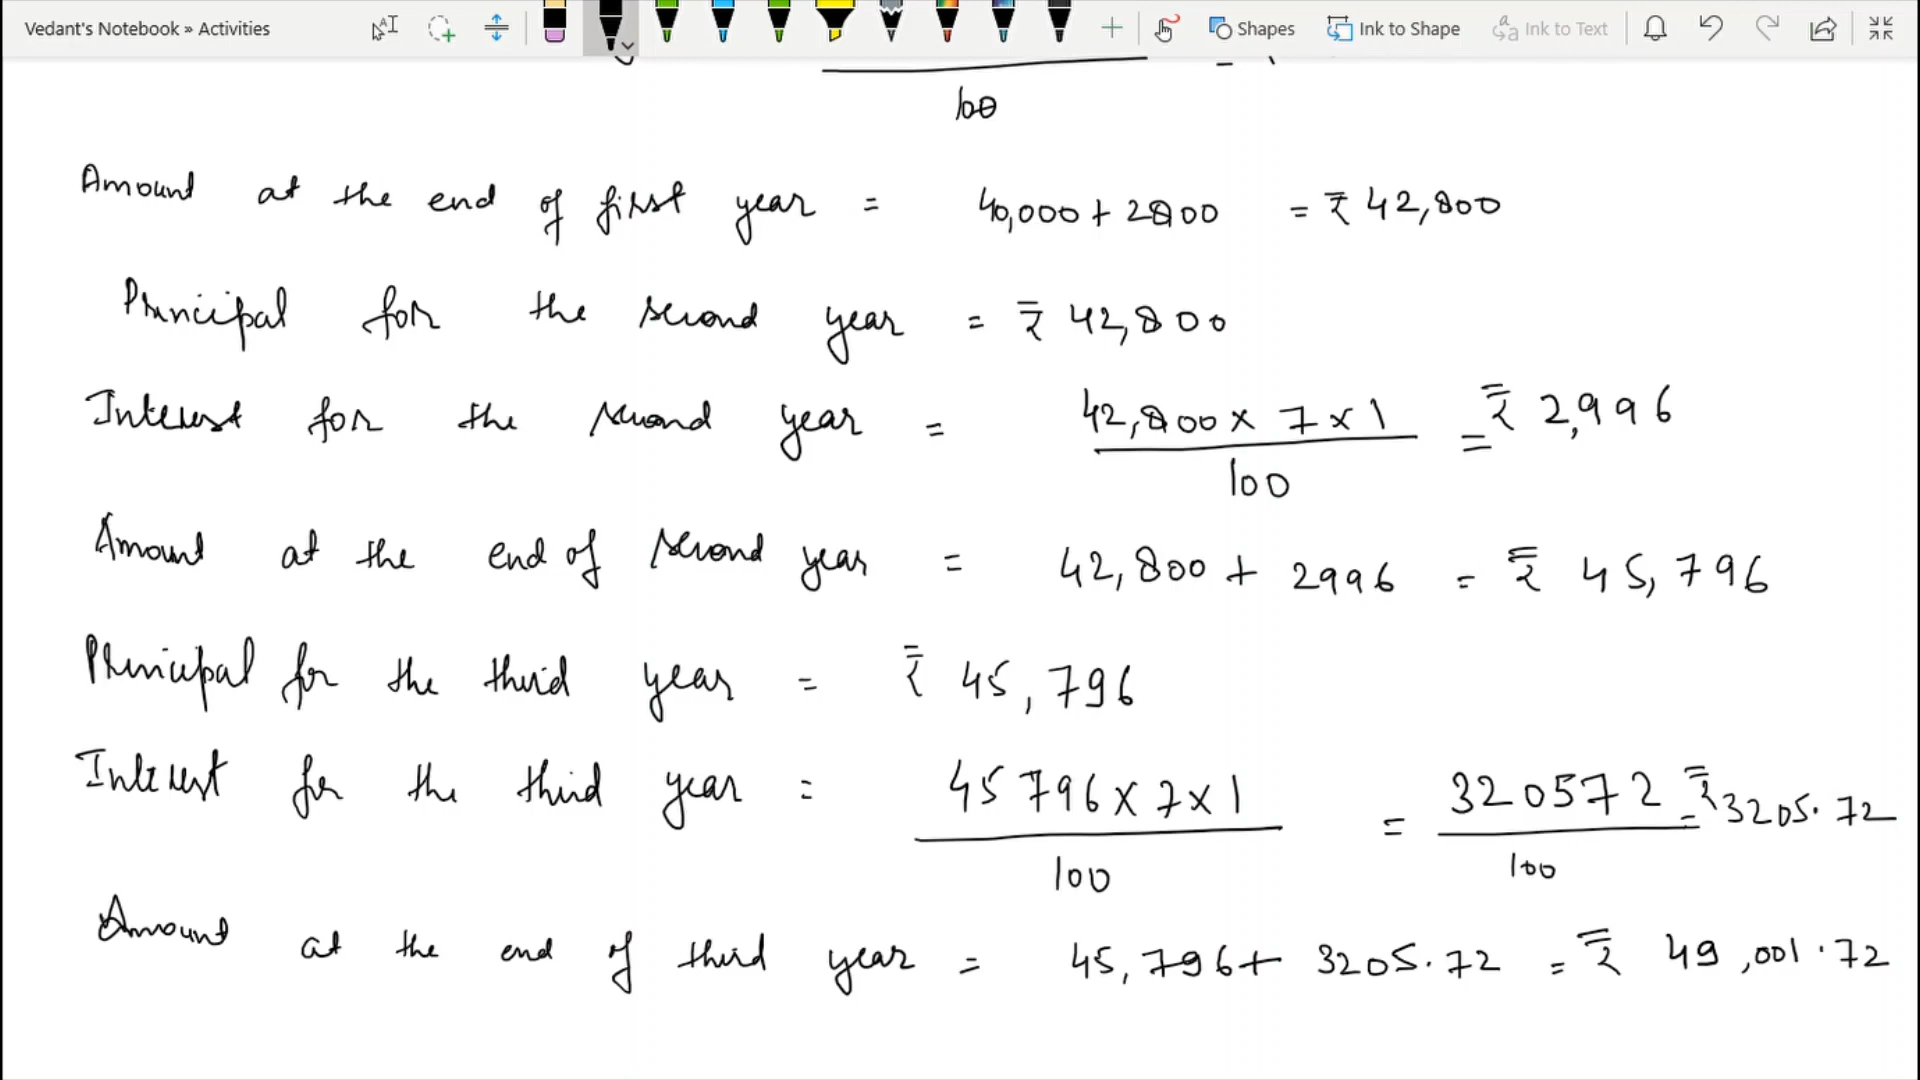 Vedant's Notebook » Activities Shapes Ink to Shape Ink to Text
100
Amount at the end of first year = 40,000 + 2800 = ₹ 42,800
Principal for the second year = ₹ 42,800
Interest for the second year = 42,800 × 7 × 1 = ₹ 2,996
100
Amount at the end of second year = 42,800 + 2996 = ₹ 45,796
Principal for the third year = ₹ 45,796
Interest for the third year = 45796 × 7 × 1 = 320572 = ₹ 3205.72
100 100
Amount at the end of third year = 45,796 + 3205.72 = ₹ 49,001.72